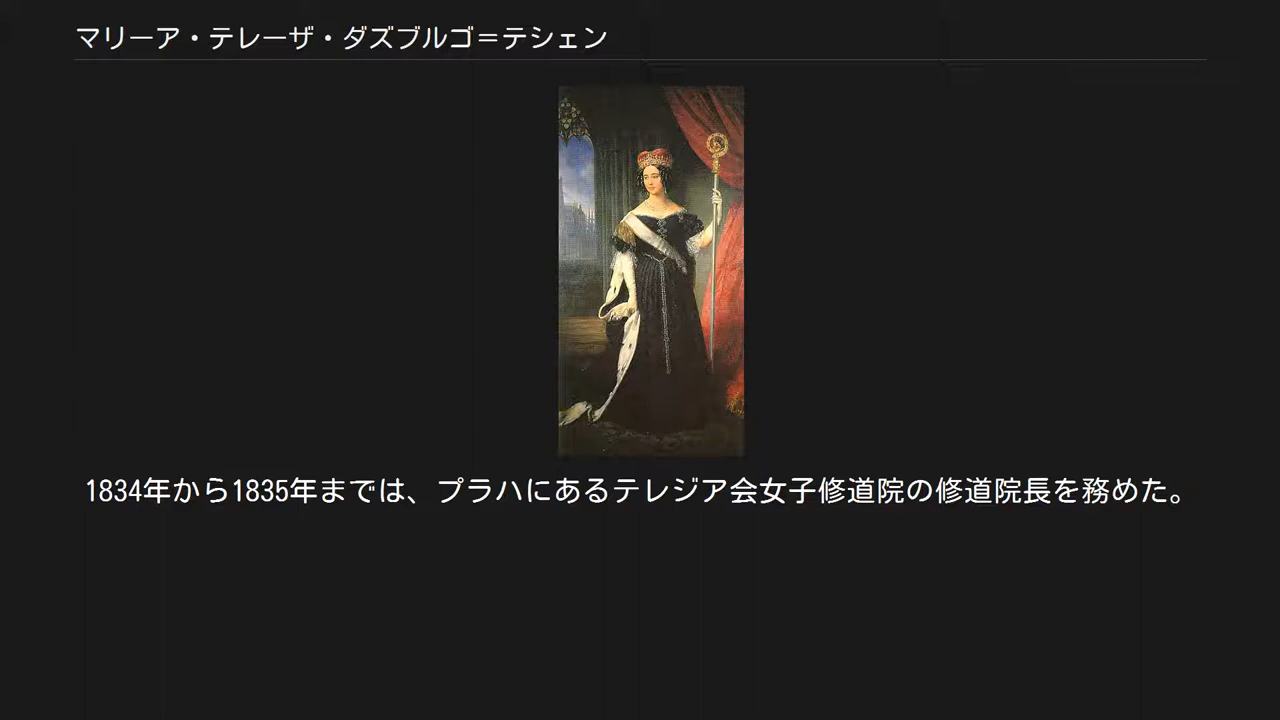 マリーア・テレーザ・ダズブルゴ＝テシェン
1834年から1835年までは、プラハにあるテレジア会女子修道院の修道院長を務めた。